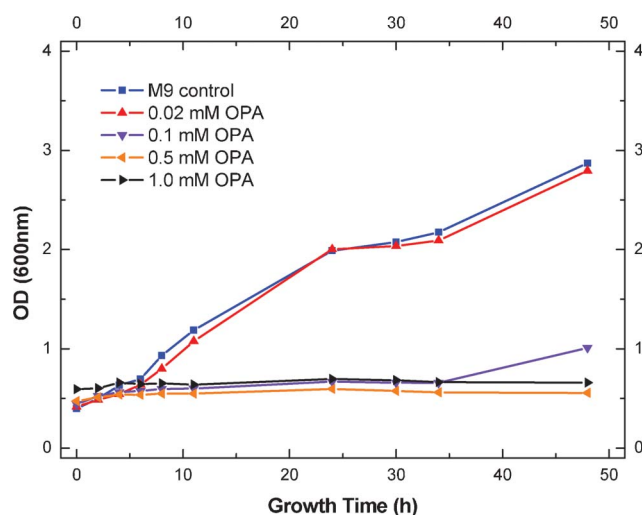 0 10 20 30 40 50
4 4
M9 control
0.02 mM OPA
0.1 mM OPA
0.5 mM OPA
1.0 mM OPA
3 3
2 2
1 1
0 0
OD (600nm)
0 10 20 30 40 50
Growth Time (h)